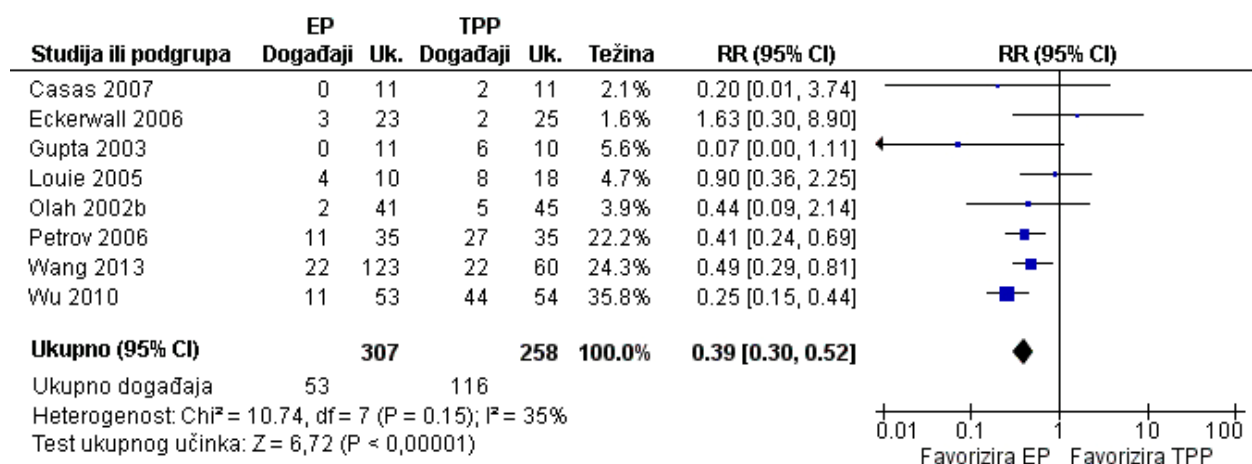 EP TPP
Studija ili podgrupa Događaji Uk. Događaji Uk. Težina RR (95% CI) RR (95% CI)
Casas 2007 0 11 2 11 2.1% 0.20 [0.01, 3.74]
Eckerwall 2006 3 23 2 25 1.6% 1.63 [0.30, 8.90]
Gupta 2003 0 11 6 10 5.6% 0.07 [0.00, 1.11]
Louie 2005 4 10 8 18 4.7% 0.90 [0.36, 2.25]
Olah 2002b 2 41 5 45 3.9% 0.44 [0.09, 2.14]
Petrov 2006 11 35 27 35 22.2% 0.41 [0.24, 0.69]
Wang 2013 22 123 22 60 24.3% 0.49 [0.29, 0.81]
Wu 2010 11 53 44 54 35.8% 0.25 [0.15, 0.44]
Ukupno (95% CI) 307 258 100.0% 0.39 [0.30, 0.52]
Ukupno događaja 53 116
Heterogenost: Chi² = 10.74, df = 7 (P = 0.15); I² = 35%
Test ukupnog učinka: Z = 6,72 (P < 0,00001)
0.01 0.1 1 10 100
Favorizira EP Favorizira TPP